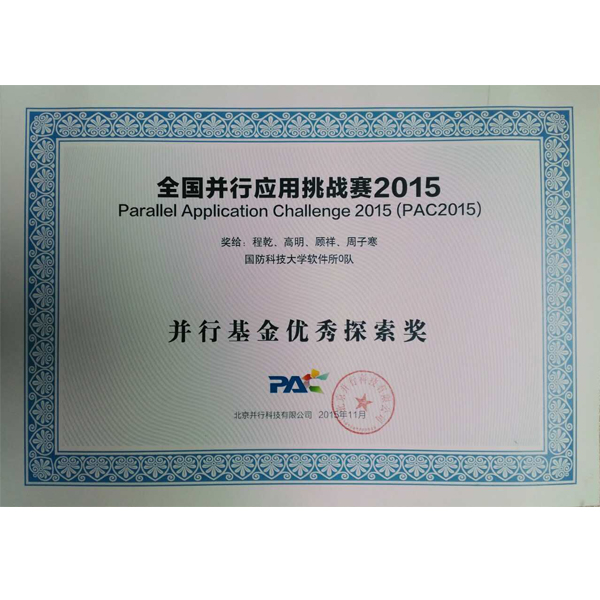 全国并行应用挑战赛2015
Parallel Application Challenge 2015 (PAC2015)
奖给：程乾、高明、顾祥、周子寒
国防科技大学软件所0队
并行基金优秀探索奖
PAC
北京并行科技有限公司 2015年11月